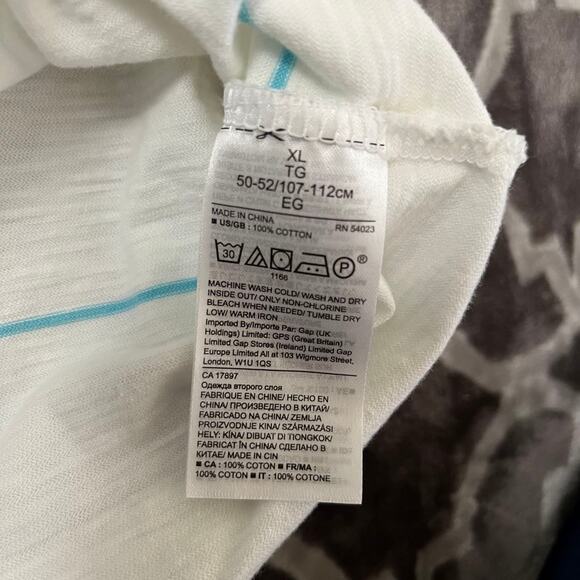 XL
TG
50-52/107-112CM
EG
MADE IN CHINA RN 54023
■ US/GB : 100% COTTON
30
1166
P®
MACHINE WASH COLD/ WASH AND DRY
INSIDE OUT/ ONLY NON-CHLORINE
BLEACH WHEN NEEDED/ TUMBLE DRY
LOW/ WARM IRON
Imported By/Importe Par: Gap (UK
Holdings) Limited: GPS (Great Britain)
Limited Gap Stores (Ireland) Limited Gap
Europe Limited All at 103 Wigmore Street,
London, W1U 1QS
CA 17897
Одежда второго слоя
FABRIQUE EN CHINE/ HECHO EN
CHINA/ ПРОИЗВЕДЕНО В КИТАЙ/
FABRICADO NA CHINA/ ZEMLJA
PROIZVODNJE KINA/ SZÁRMAZÁSI
HELY: KÍNA/ DIBUAT DI TIONGKOK/
FABRICAT ÎN CHINA/ СДЕЛАНО В
КИТАЕ/ MADE IN CIN
■ CA : 100% COTON ■ FR/MA :
100% COTON ■ IT : 100% COTONE